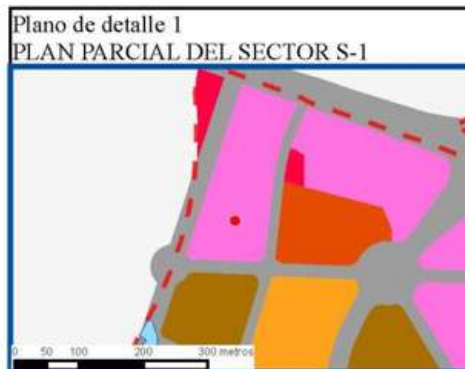 Plano de detalle 1
PLAN PARCIAL DEL SECTOR S-1
0 50 100 200 300 metros